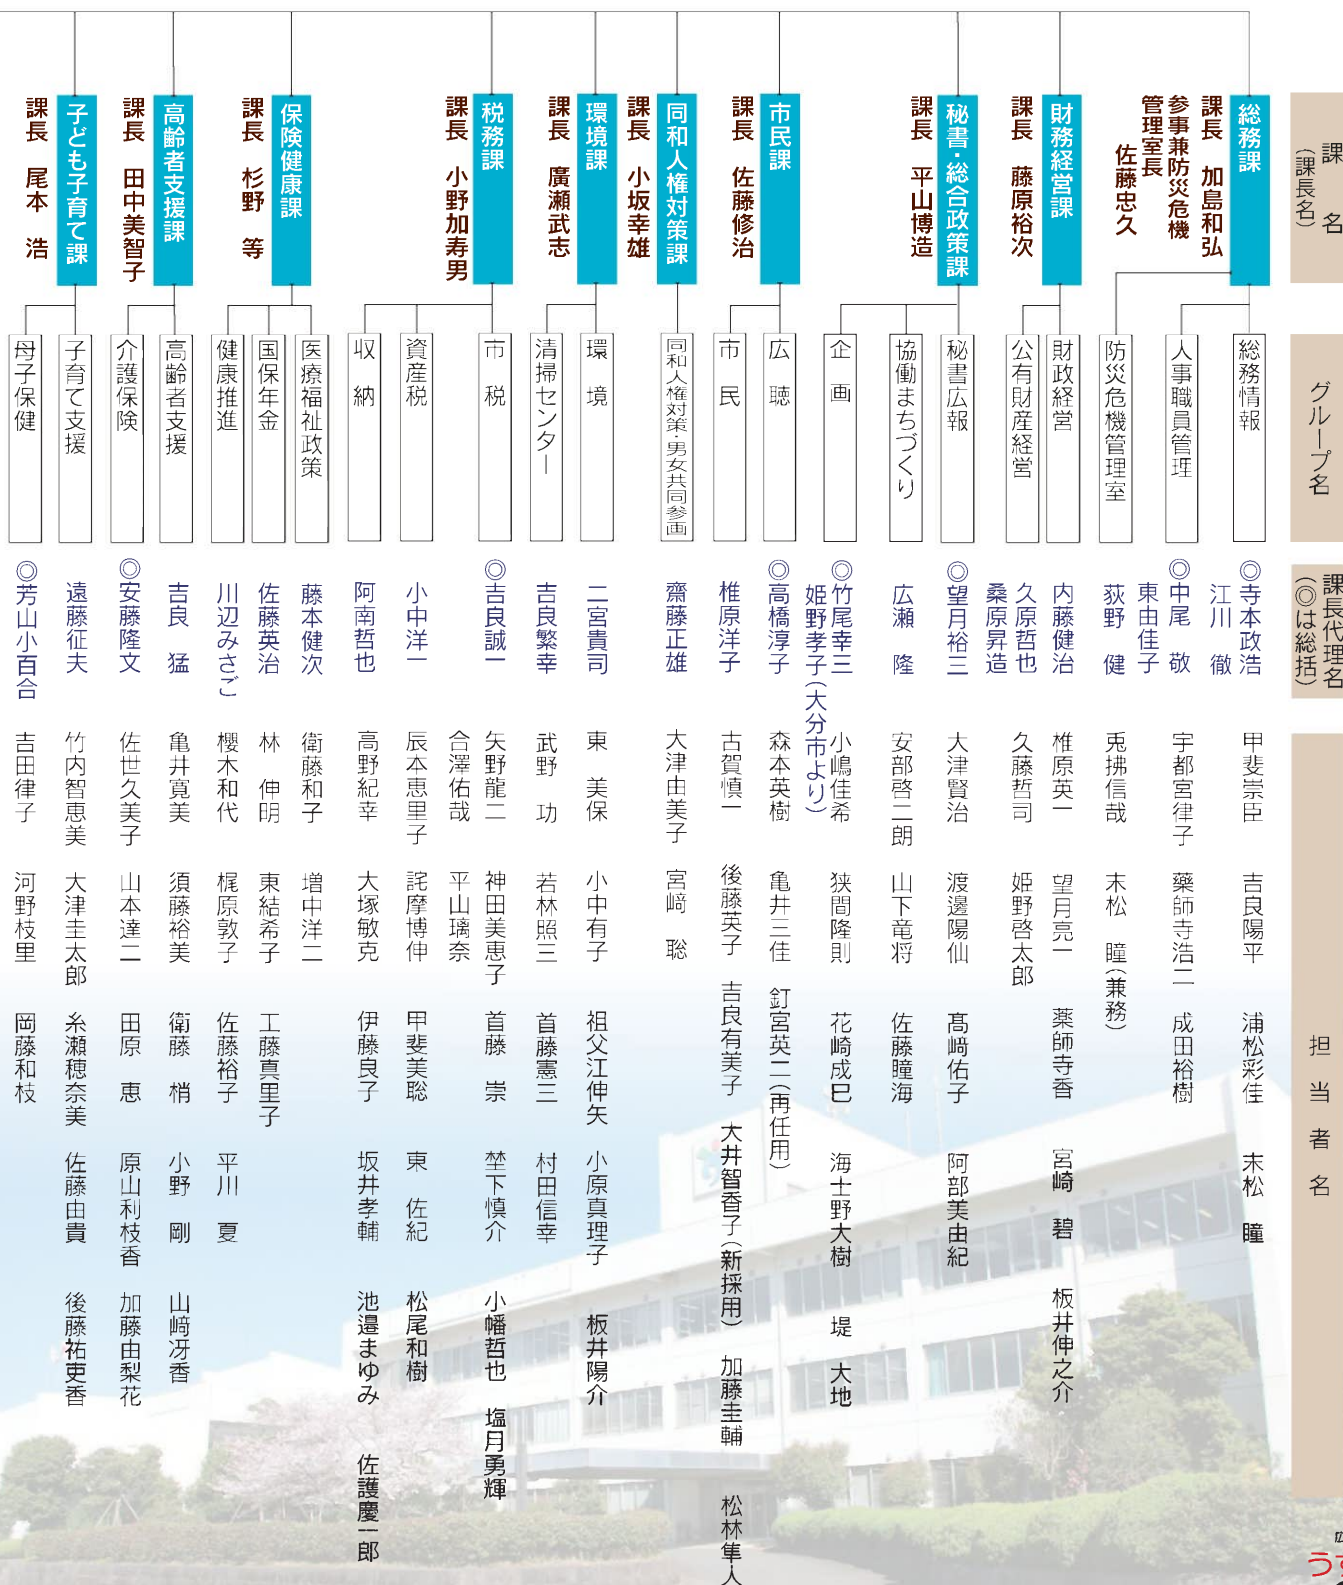 課 名
（課長名）
グループ名
課長代理名
（◎は総括）
担当者名
総務課
課長 加島和弘
参事兼防災危機
管理室長
佐藤忠久
総務情報
◎寺本政浩
江川 徹
甲斐崇臣 吉良陽平 浦松彩佳 末松 瞳
人事職員管理
◎中尾 敬
東由佳子
宇都宮律子 藥師寺浩二 成田裕樹
防災危機管理室
荻野 健
兎拂信哉 末松 瞳（兼務）
財務経営課
課長 藤原裕次
財政経営
内藤健治
椎原英一 望月亮一 薬師寺香 宮崎 碧 板井伸之介
公有財産経営
久原哲也
桑原昇造
久藤哲司 姫野啓太郎
秘書・総合政策課
課長 平山博造
秘書広報
◎望月裕三
大津賢治 渡邊陽仙 髙﨑佑子 阿部美由紀
協働まちづくり
広瀬 隆
安部啓二朗 山下竜将 佐藤瞳海
企 画
◎竹尾幸三
姫野孝子（大分市より）
小嶋佳希 狭間隆則 花崎成巳 海士野大樹 堤 大地
市民課
課長 佐藤修治
広 聴
◎高橋淳子
森本英樹 亀井三佳 釘宮英二（再任用）
市 民
椎原洋子
古賀慎一 後藤英子 吉良有美子 大井智香子（新採用） 加藤圭輔 松林隼人
同和人権対策課
課長 小坂幸雄
同和人権対策・男女共同参画
齋藤正雄
大津由美子 宮﨑 聡
環境課
課長 廣瀬武志
環 境
二宮貴司
東 美保 小中有子 祖父江伸矢 小原真理子 板井陽介
清掃センター
吉良繁幸
武野 功 若林照三 首藤憲三 村田信幸
税務課
課長 小野加寿男
市 税
◎吉良誠一
矢野龍二 神田美恵子 首藤 崇 埜下慎介 小幡哲也 塩月勇輝
合澤佑哉 平山璃奈
資産税
小中洋一
辰本恵里子 詫摩博伸 甲斐美聡 東 佐紀 松尾和樹
収 納
阿南哲也
高野紀幸 大塚敏克 伊藤良子 坂井孝輔 池邉まゆみ 佐護慶一郎
保険健康課
課長 杉野 等
医療福祉政策
藤本健次
衛藤和子 増中洋二
国保年金
佐藤英治
林 伸明 東結希子 工藤真里子
健康推進
川辺みさご
櫻木和代 梶原敦子 佐藤裕子 平川 夏
高齢者支援課
課長 田中美智子
高齢者支援
吉良 猛
亀井寛美 須藤裕美 衛藤 梢 小野 剛 山﨑冴香
介護保険
◎安藤隆文
佐世久美子 山本達二 田原 恵 原山利枝香 加藤由梨花
子ども子育て課
課長 尾本 浩
子育て支援
遠藤征夫
竹内智恵美 大津圭太郎 糸瀬穂奈美 佐藤由貴 後藤祐吏香
母子保健
◎芳山小百合
吉田律子 河野枝里 岡藤和枝